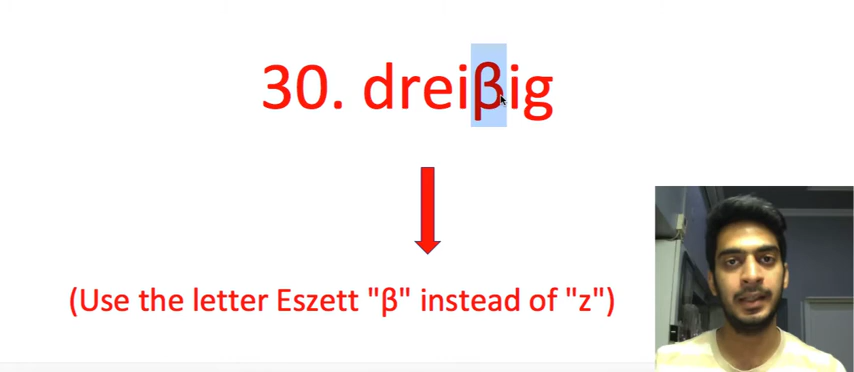 30. dreiβig
(Use the letter Eszett "β" instead of "z")